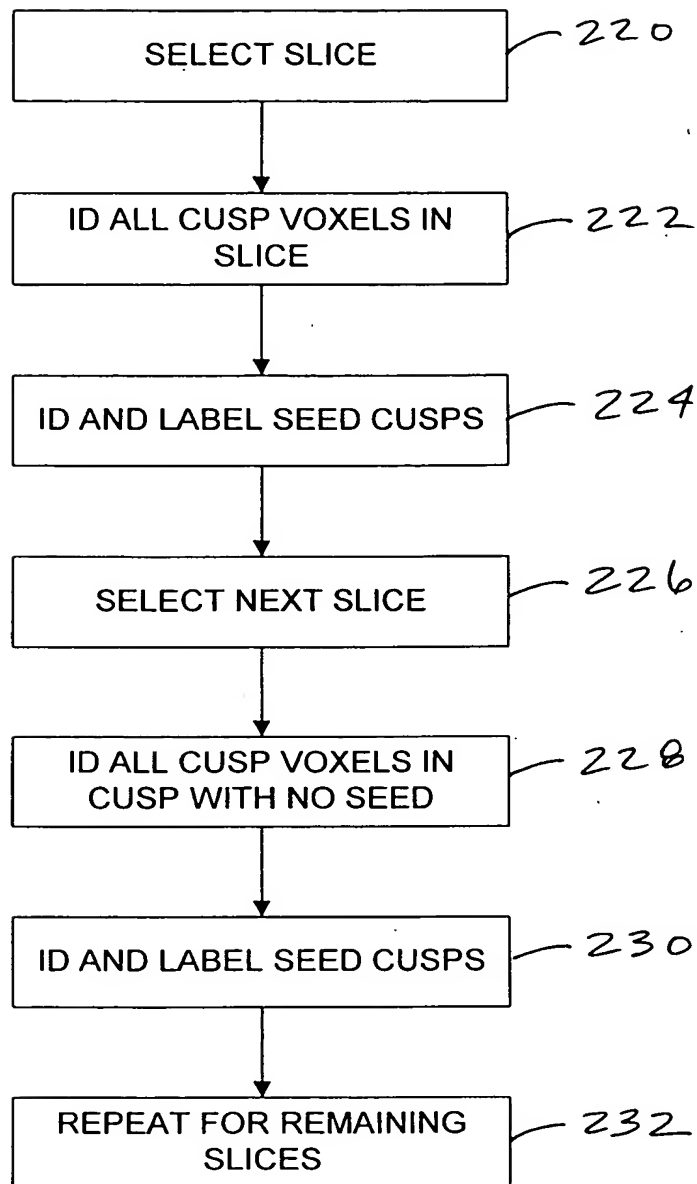 SELECT SLICE
220
ID ALL CUSP VOXELS IN
SLICE
222
ID AND LABEL SEED CUSPS
224
SELECT NEXT SLICE
226
ID ALL CUSP VOXELS IN
CUSP WITH NO SEED
228
ID AND LABEL SEED CUSPS
230
REPEAT FOR REMAINING
SLICES
232